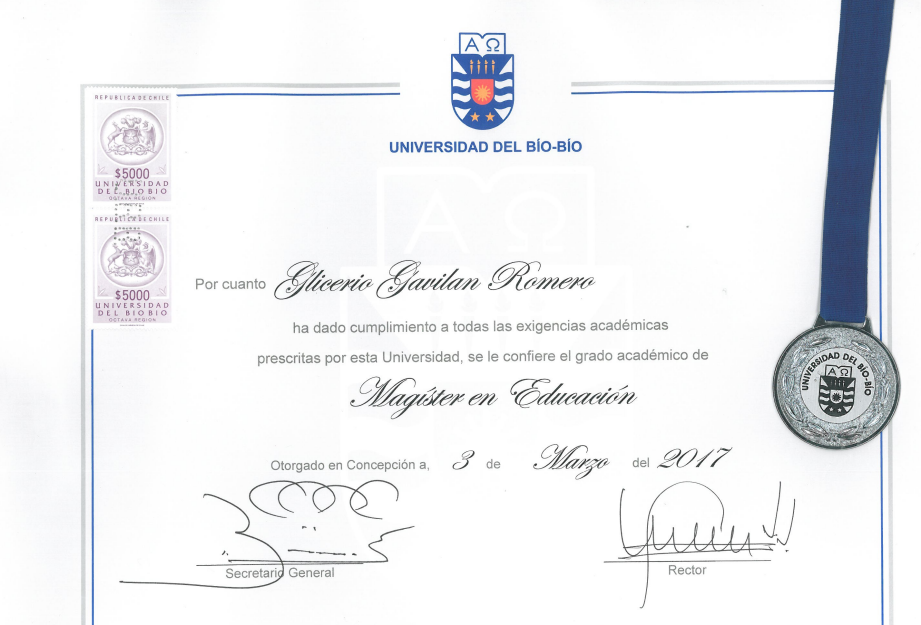 Α Ω
UNIVERSIDAD DEL BÍO-BÍO
REPUBLICA DE CHILE
$5000
UNIVERSIDAD
DEL BIO BIO
OCTAVA REGION
REPUBLICA DE CHILE
$5000
UNIVERSIDAD
DEL BIO BIO
OCTAVA REGION
Α Ω
Por cuanto Glicerio Gavilan Romero
ha dado cumplimiento a todas las exigencias académicas
prescritas por esta Universidad, se le confiere el grado académico de
Magíster en Educación
UNIVERSIDAD DEL BIO-BIO
Α Ω
Otorgado en Concepción a, 3 de Marzo del 2017
Secretario General
Rector